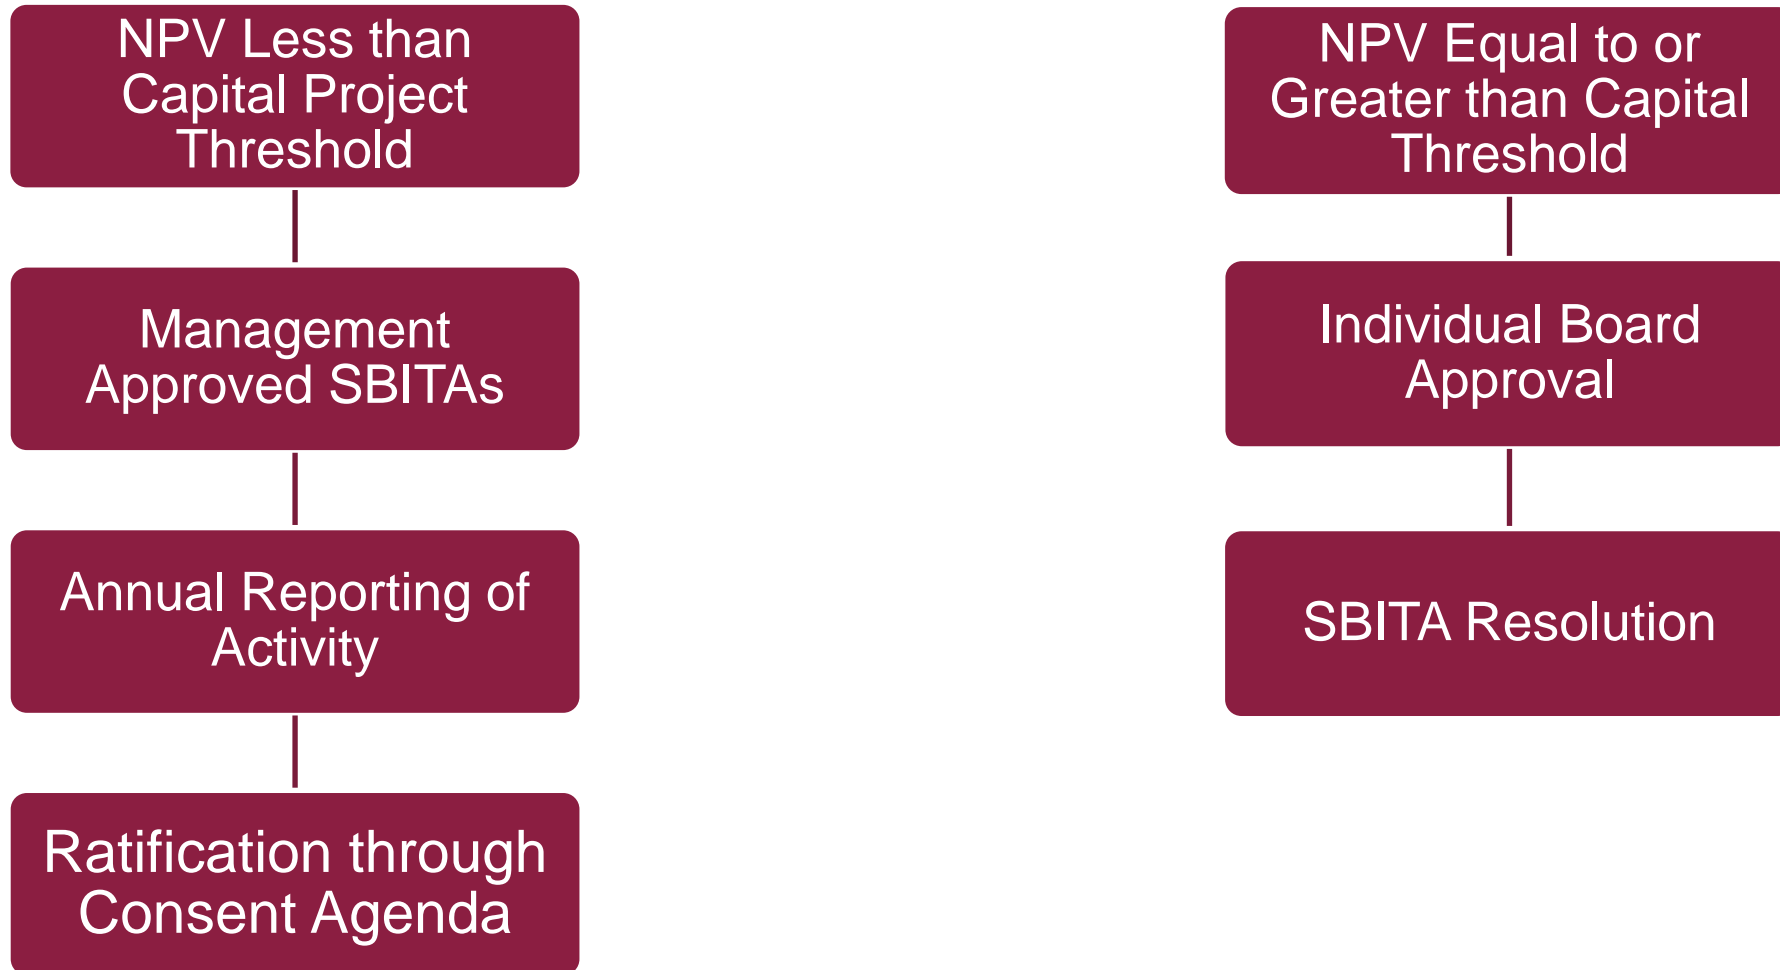 NPV Less than
Capital Project
Threshold
Management
Approved SBITAs
Annual Reporting of
Activity
Ratification through
Consent Agenda
NPV Equal to or
Greater than Capital
Threshold
Individual Board
Approval
SBITA Resolution